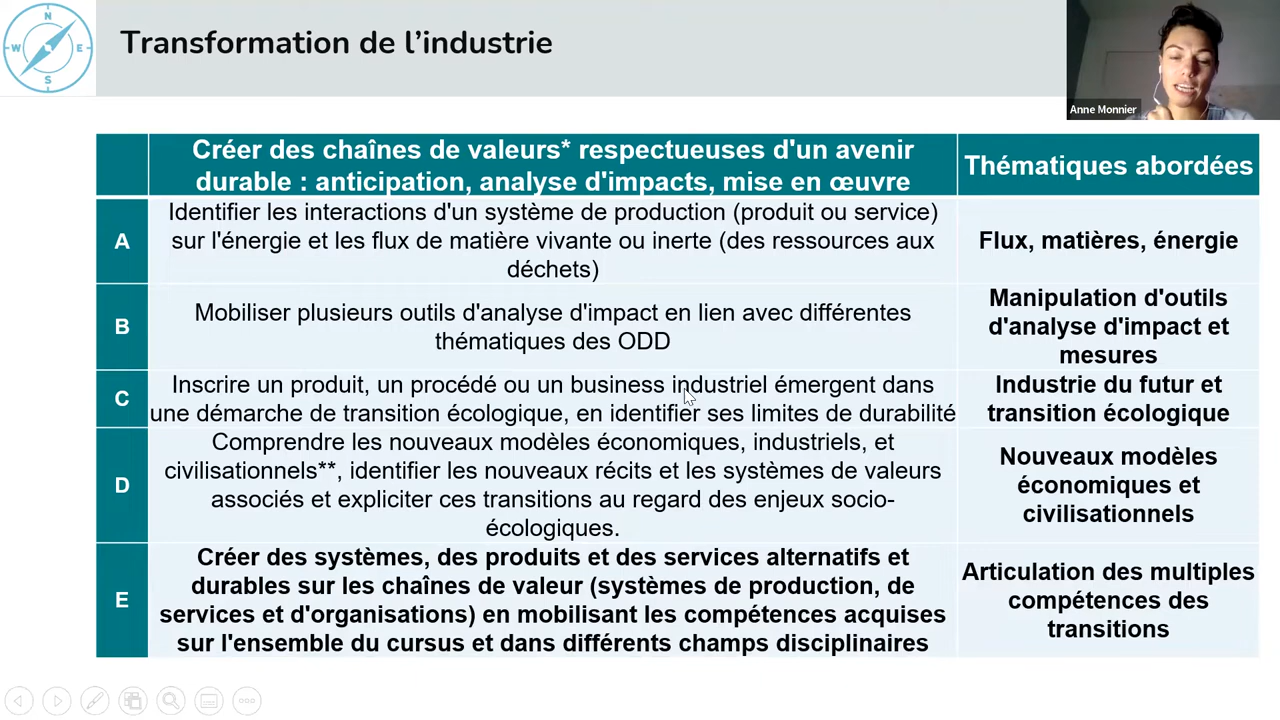 N
W E
S
Transformation de l'industrie
Anne Monnier
Créer des chaînes de valeurs* respectueuses d'un avenir
durable : anticipation, analyse d'impacts, mise en œuvre
Thématiques abordées
A
Identifier les interactions d'un système de production (produit ou service)
sur l'énergie et les flux de matière vivante ou inerte (des ressources aux
déchets)
Flux, matières, énergie
B
Mobiliser plusieurs outils d'analyse d'impact en lien avec différentes
thématiques des ODD
Manipulation d'outils
d'analyse d'impact et
mesures
C
Inscrire un produit, un procédé ou un business industriel émergent dans
une démarche de transition écologique, en identifier ses limites de durabilité
Industrie du futur et
transition écologique
D
Comprendre les nouveaux modèles économiques, industriels, et
civilisationnels**, identifier les nouveaux récits et les systèmes de valeurs
associés et expliciter ces transitions au regard des enjeux socio-
écologiques.
Nouveaux modèles
économiques et
civilisationnels
E
Créer des systèmes, des produits et des services alternatifs et
durables sur les chaînes de valeur (systèmes de production, de
services et d'organisations) en mobilisant les compétences acquises
sur l'ensemble du cursus et dans différents champs disciplinaires
Articulation des multiples
compétences des
transitions